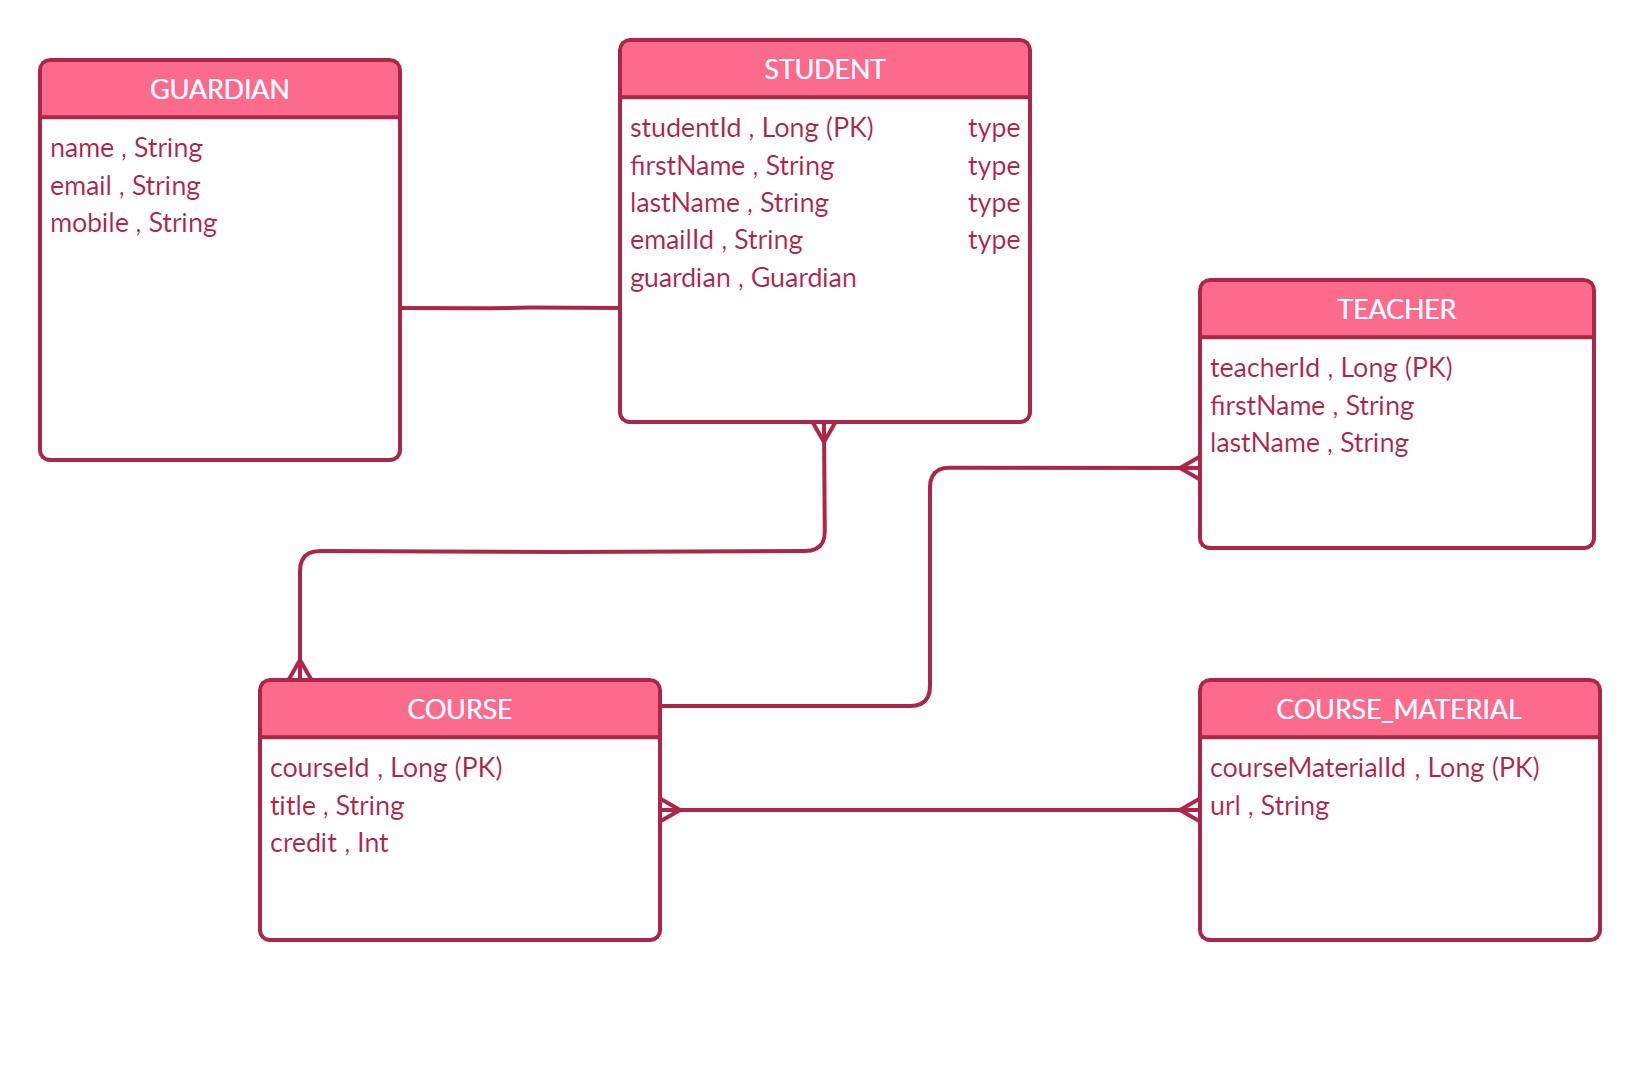 GUARDIAN
name , String
email , String
mobile , String
STUDENT
studentId , Long (PK) type
firstName , String type
lastName , String type
emailId , String type
guardian , Guardian
TEACHER
teacherId , Long (PK)
firstName , String
lastName , String
COURSE
courseId , Long (PK)
title , String
credit , Int
COURSE_MATERIAL
courseMaterialId , Long (PK)
url , String